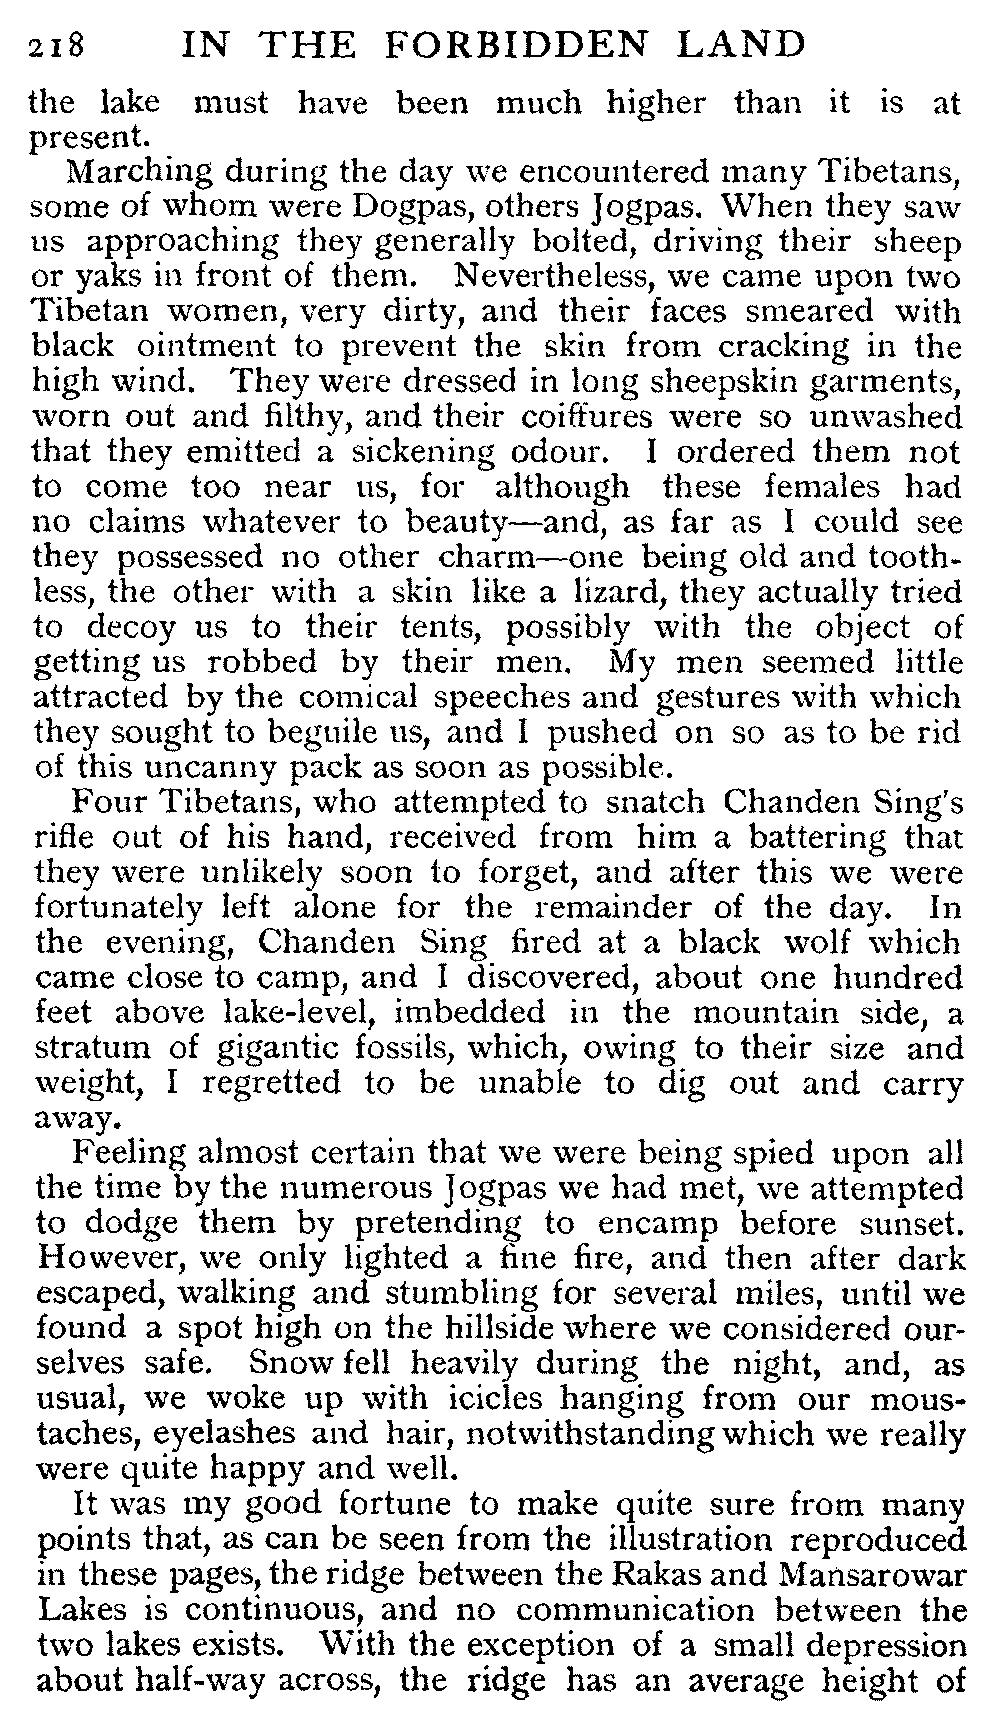 218 IN THE FORBIDDEN LAND
the lake must have been much higher than it is at
present.
Marching during the day we encountered many Tibetans,
some of whom were Dogpas, others Jogpas. When they saw
us approaching they generally bolted, driving their sheep
or yaks in front of them. Nevertheless, we came upon two
Tibetan women, very dirty, and their faces smeared with
black ointment to prevent the skin from cracking in the
high wind. They were dressed in long sheepskin garments,
worn out and filthy, and their coiffures were so unwashed
that they emitted a sickening odour. I ordered them not
to come too near us, for although these females had
no claims whatever to beauty—and, as far as I could see
they possessed no other charm—one being old and tooth-
less, the other with a skin like a lizard, they actually tried
to decoy us to their tents, possibly with the object of
getting us robbed by their men. My men seemed little
attracted by the comical speeches and gestures with which
they sought to beguile us, and I pushed on so as to be rid
of this uncanny pack as soon as possible.
Four Tibetans, who attempted to snatch Chanden Sing's
rifle out of his hand, received from him a battering that
they were unlikely soon to forget, and after this we were
fortunately left alone for the remainder of the day. In
the evening, Chanden Sing fired at a black wolf which
came close to camp, and I discovered, about one hundred
feet above lake-level, imbedded in the mountain side, a
stratum of gigantic fossils, which, owing to their size and
weight, I regretted to be unable to dig out and carry
away.
Feeling almost certain that we were being spied upon all
the time by the numerous Jogpas we had met, we attempted
to dodge them by pretending to encamp before sunset.
However, we only lighted a fine fire, and then after dark
escaped, walking and stumbling for several miles, until we
found a spot high on the hillside where we considered our-
selves safe. Snow fell heavily during the night, and, as
usual, we woke up with icicles hanging from our mous-
taches, eyelashes and hair, notwithstanding which we really
were quite happy and well.
It was my good fortune to make quite sure from many
points that, as can be seen from the illustration reproduced
in these pages, the ridge between the Rakas and Mansarowar
Lakes is continuous, and no communication between the
two lakes exists. With the exception of a small depression
about half-way across, the ridge has an average height of